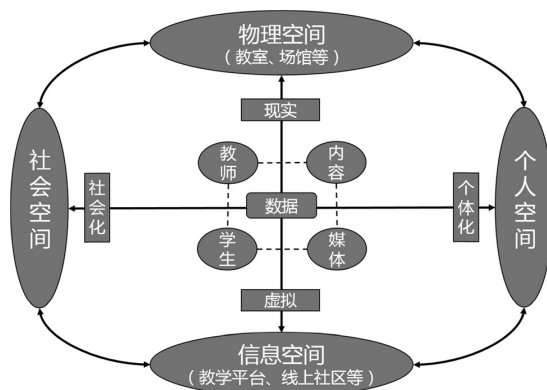 物理空间
（教室、场馆等）
现实
教师
内容
社会空间
社会化
数据
个体化
个人空间
学生
媒体
虚拟
信息空间
（教学平台、线上社区等）